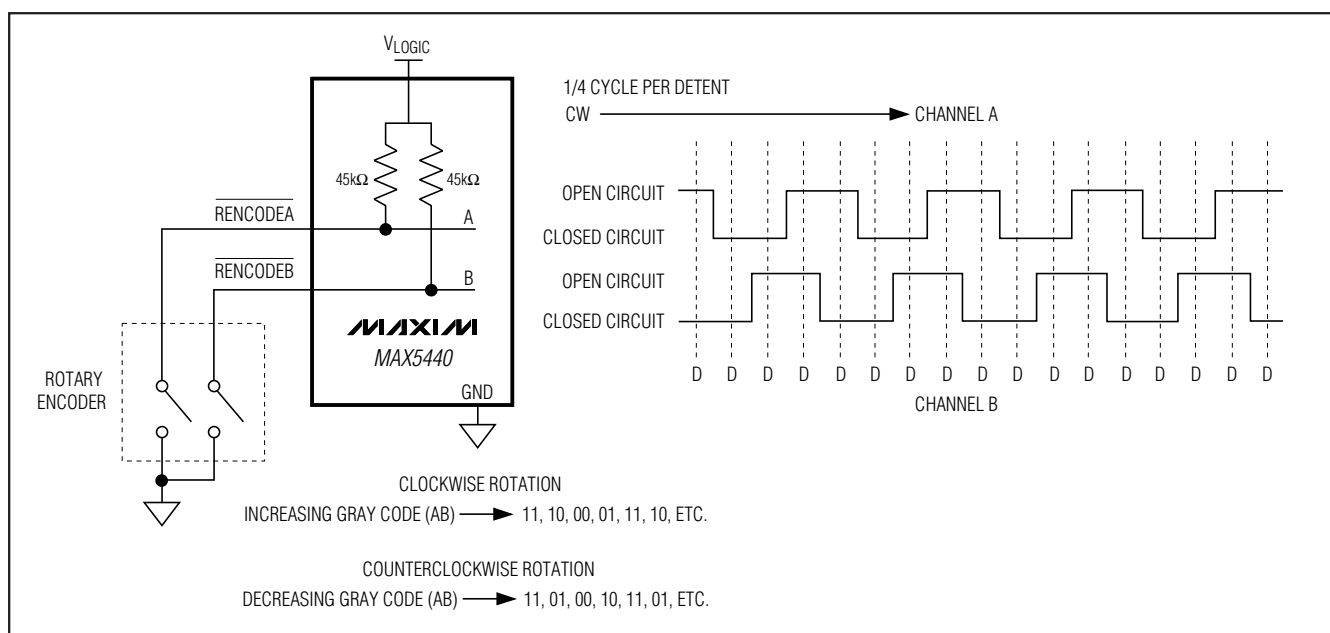 VLOGIC
1/4 CYCLE PER DETENT
CW CHANNEL A
45kΩ 45kΩ
RENCODEA A
RENCODEB B
MAXIM
MAX5440
GND
ROTARY
ENCODER
OPEN CIRCUIT
CLOSED CIRCUIT
OPEN CIRCUIT
CLOSED CIRCUIT
D D D D D D D D D D D D D D D D D
CHANNEL B
CLOCKWISE ROTATION
INCREASING GRAY CODE (AB) 11, 10, 00, 01, 11, 10, ETC.
COUNTERCLOCKWISE ROTATION
DECREASING GRAY CODE (AB) 11, 01, 00, 10, 11, 01, ETC.